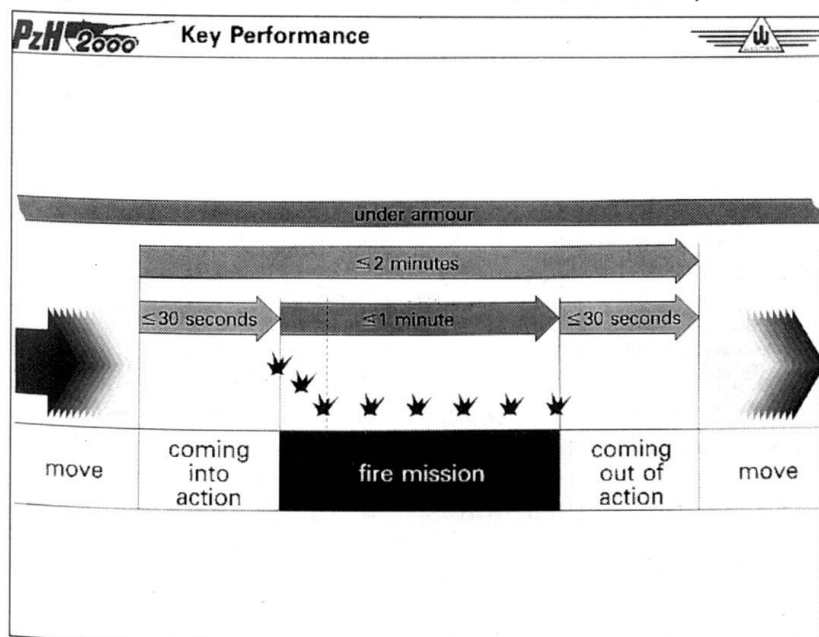 PzH 2000
Key Performance
under armour
≤2 minutes
≤30 seconds
≤1 minute
≤30 seconds
move
coming
into
action
fire mission
coming
out of
action
move